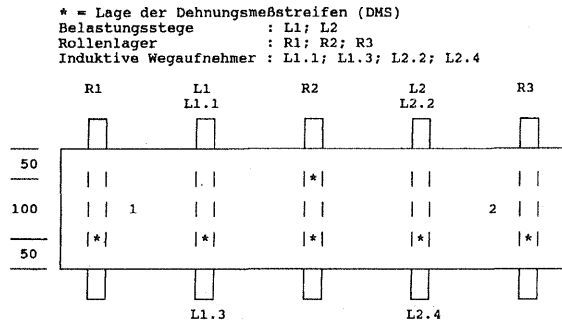 * = Lage der Dehnungsmeßstreifen (DMS)
Belastungsstege : L1; L2
Rollenlager : R1; R2; R3
Induktive Wegaufnehmer : L1.1; L1.3; L2.2; L2.4
R1 L1 R2 L2 R3
L1.1 L2.2
50
*
100 1 2
* * * * *
50
L1.3 L2.4